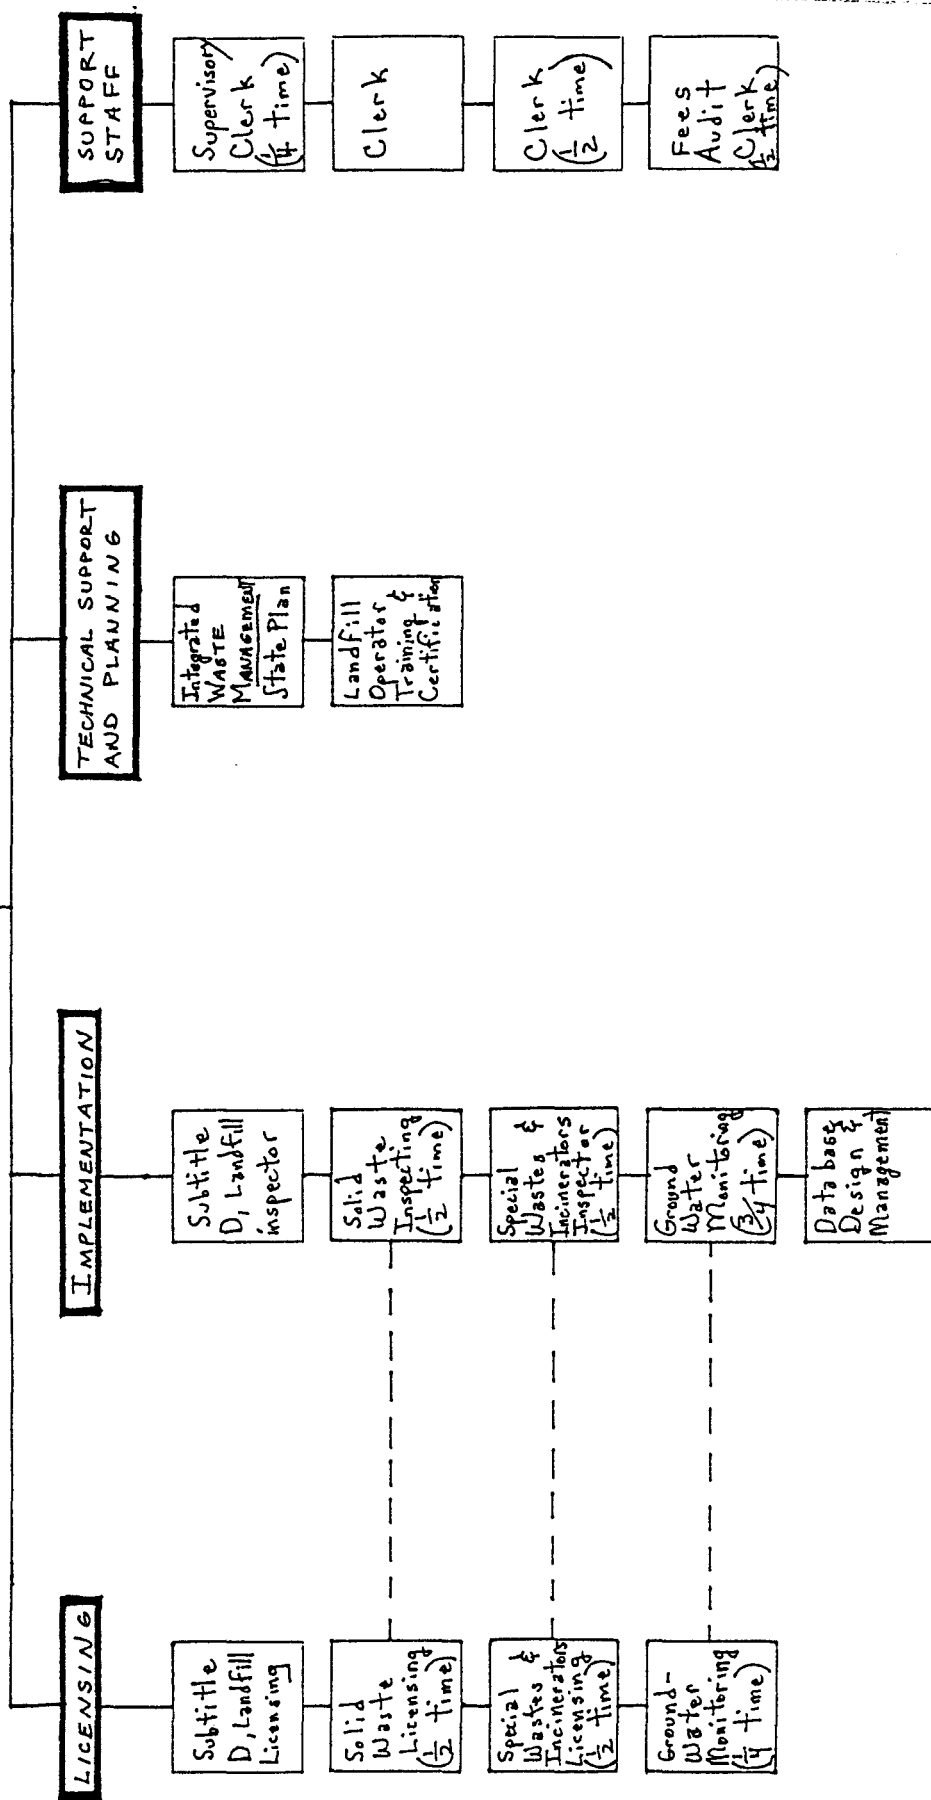 LICENSING
Subtitle
D, Landfill
Licensing
Solid
Waste
Licensing
(1/2 time)
Special
Wastes &
Incinerators
Licensing
(1/2 time)
Ground-
Water
Monitoring
(1/4 time)
IMPLEMENTATION
Subtitle
D, Landfill
inspector
Solid
Waste
Inspecting
(1/2 time)
Special
Wastes &
Incinerators
Inspector
(1/2 time)
Ground
Water
Monitoring
(3/4 time)
Data base
Design &
Management
TECHNICAL SUPPORT
AND PLANNING
Integrated
WASTE
MANAGEMENT
State Plan
Landfill
Operator
Training &
Certification
SUPPORT
STAFF
Supervisory
Clerk
(1/4 time)
Clerk
Clerk
(1/2 time)
Fees
Audit
Clerk
(1/2 time)